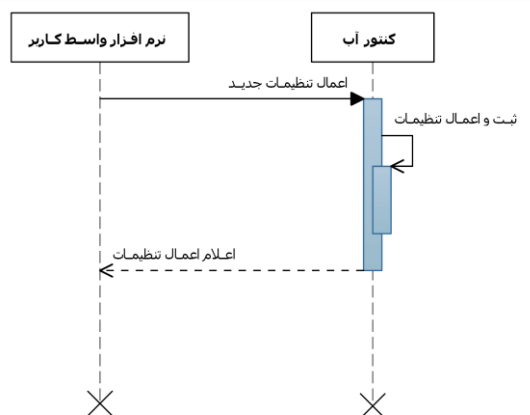 کنتور آب
نرم افزار واسط کاربر
اعمال تنظیمات جدید
ثبت و اعمال تنظیمات
اعلام اعمال تنظیمات